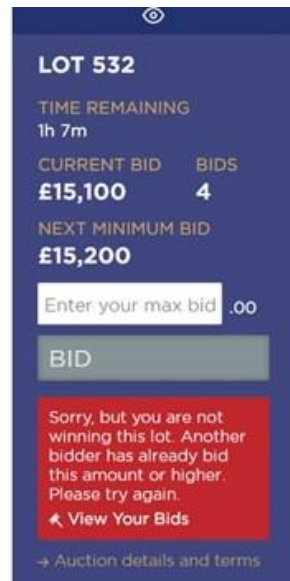 LOT 532
TIME REMAINING
1h 7m
CURRENT BID BIDS
£15,100 4
NEXT MINIMUM BID
£15,200
Enter your max bid .00
BID
Sorry, but you are not
winning this lot. Another
bidder has already bid
this amount or higher.
Please try again.
View Your Bids
→ Auction details and terms